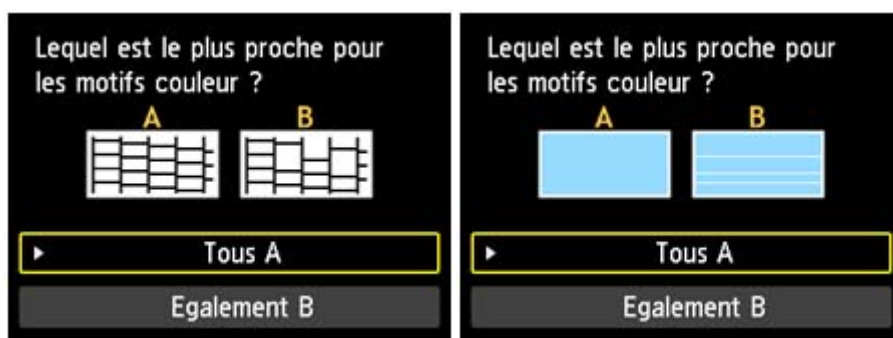 Lequel est le plus proche pour
les motifs couleur ?
A B
Tous A
Egalement B
Lequel est le plus proche pour
les motifs couleur ?
A B
Tous A
Egalement B